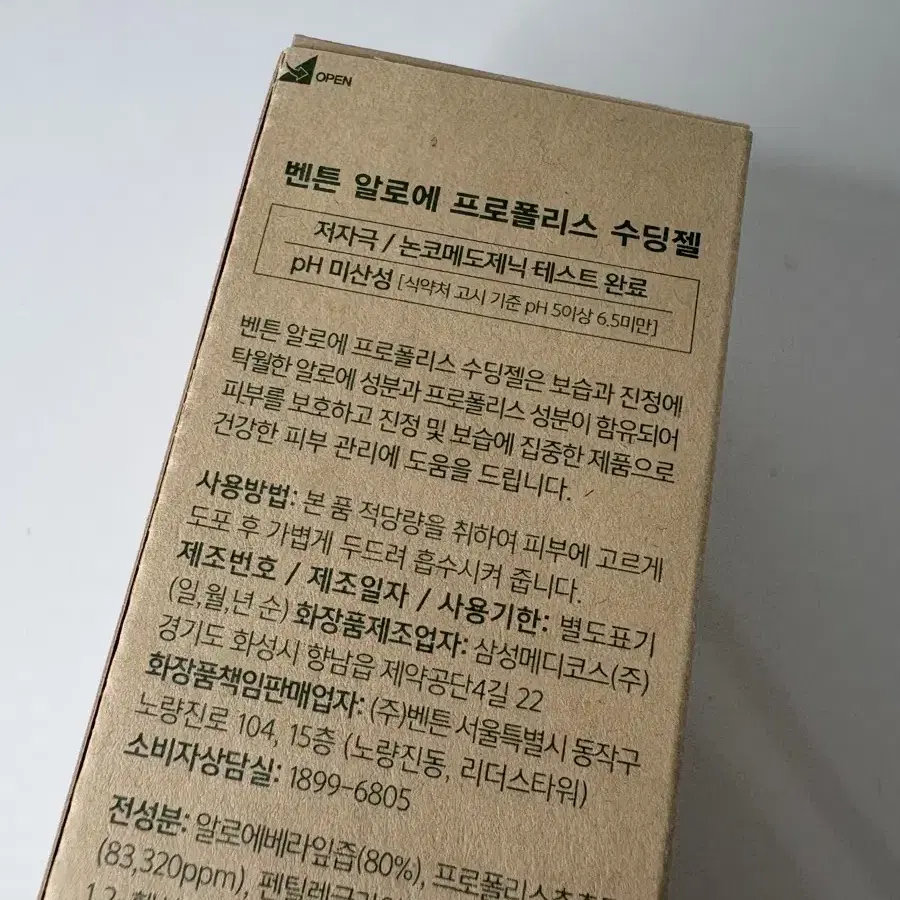 OPEN
벤튼 알로에 프로폴리스 수딩젤
저자극 / 논코메도제닉 테스트 완료
pH 미산성 [식약처 고시 기준 pH 5이상 6.5미만]
벤튼 알로에 프로폴리스 수딩젤은 보습과 진정에
탁월한 알로에 성분과 프로폴리스 성분이 함유되어
피부를 보호하고 진정 및 보습에 집중한 제품으로
건강한 피부 관리에 도움을 드립니다.
사용방법: 본 품 적당량을 취하여 피부에 고르게
도포 후 가볍게 두드려 흡수시켜 줍니다.
제조번호 / 제조일자 / 사용기한: 별도표기
(일,월,년 순) 화장품제조업자: 삼성메디코스(주)
경기도 화성시 향남읍 제약공단4길 22
화장품책임판매업자: (주)벤튼 서울특별시 동작구
노량진로 104, 15층 (노량진동, 리더스타워)
소비자상담실: 1899-6805
전성분: 알로에베라잎즙(80%), 프로폴리스추출
(83,320ppm),